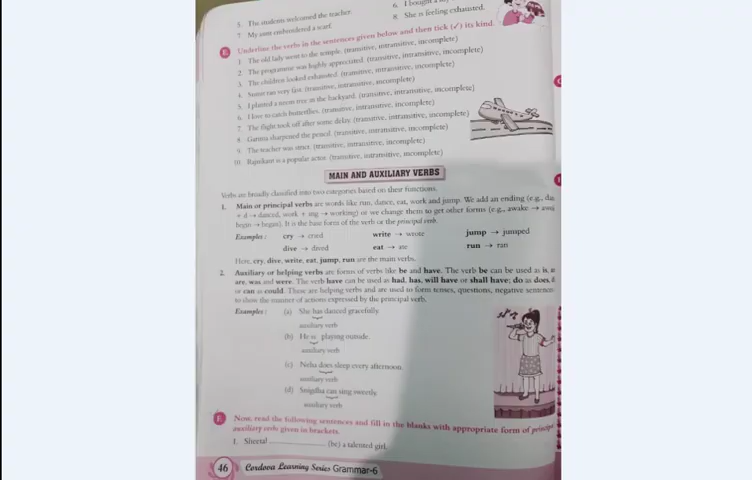 5. The students welcomed the teacher.
6. I bought a
7. My aunt embroidered a scarf.
8. She is feeling exhausted.
E. Underline the verbs in the sentences given below and then tick (✓) its kind.
1. The old lady went to the temple. (transitive, intransitive, incomplete)
2. The programme was highly appreciated. (transitive, intransitive, incomplete)
3. The children looked exhausted. (transitive, intransitive, incomplete)
4. ran very fast. (transitive, intransitive, incomplete)
5. I planted a neem tree in the backyard. (transitive, intransitive, incomplete)
6. I love to catch butterflies. (transitive, intransitive, incomplete)
7. The flight took off after some delay. (transitive, intransitive, incomplete)
8. sharpened the pencil. (transitive, intransitive, incomplete)
9. The teacher was strict. (transitive, intransitive, incomplete)
10. Rajnikant is a popular actor. (transitive, intransitive, incomplete)
MAIN AND AUXILIARY VERBS
Verbs are broadly classified into two categories based on their functions.
1. Main or principal verbs are words like run, dance, eat, work and jump. We add an ending (e.g.,
+ d → danced, work + ing → working) or we change them to get other forms (e.g., awake →
begin → began). It is the base form of the verb or the principal verb.
Examples : cry → cried write → wrote jump → jumped
dive → dived eat → ate run → ran
Here, cry, dive, write, eat, jump, run are the main verbs.
2. Auxiliary or helping verbs are forms of verbs like be and have. The verb be can be used as is,
are, was and were. The verb have can be used as had, has, will have or shall have; do as does,
or can as could. These are helping verbs and are used to form tenses, questions, negative
to show the manner of actions expressed by the principal verb.
Examples : (a) She has danced gracefully.
auxiliary verb
(b) He is playing outside.
auxiliary verb
(c) Neha does sleep every afternoon.
auxiliary verb
(d) Snigdha can sing sweetly.
auxiliary verb
F. Now, read the following sentences and fill in the blanks with appropriate form of
auxiliary verb given in brackets.
1. Sheetal ____________ (be) a talented girl.
46 Cordova Learning Series Grammar-6